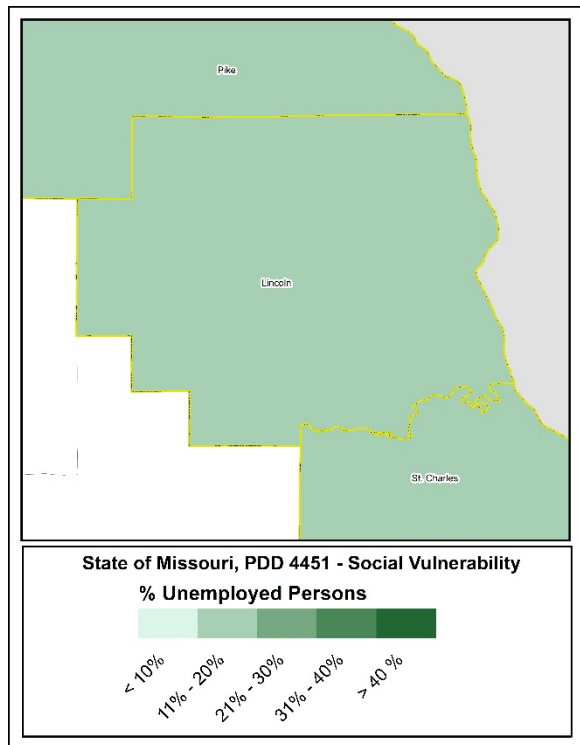 Pike
Lincoln
St. Charles
State of Missouri, PDD 4451 - Social Vulnerability
% Unemployed Persons
< 10%
11% - 20%
21% - 30%
31% - 40%
> 40 %